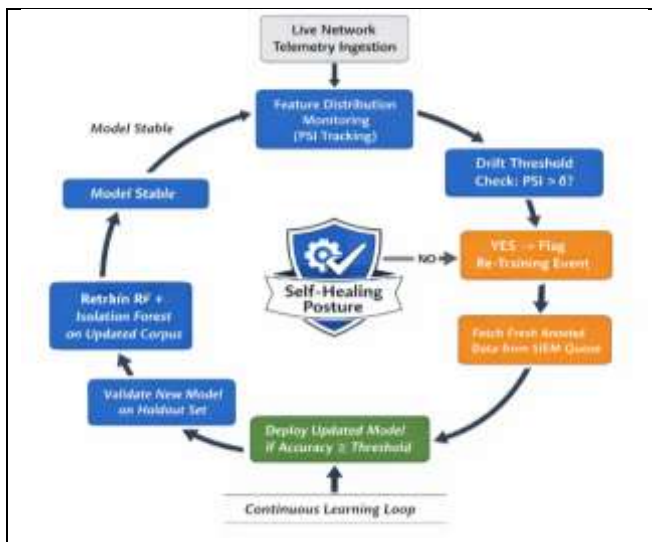 Live Network
Telemetry Ingestion
Feature Distribution
Monitoring
(PSI Tracking)
Model Stable
Drift Threshold
Check: PSI > δ?
Model Stable
YES → Flag
Re-Training Event
NO
Self-Healing
Posture
Retrhin RF +
Isolation Forest
on Updated Corpus
Fetch Fresh
Data from SIEM Queue
Validate New Model
on Holdout Set
Deploy Updated Model
if Accuracy ≥ Threshold
Continuous Learning Loop